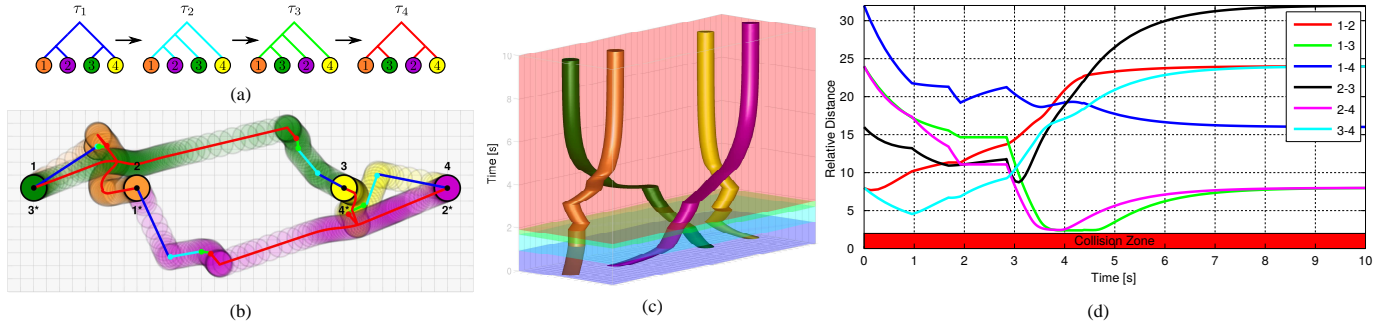 τ1 τ2 τ3 τ4
1 2 3 4 1 2 3 4 1 3 2 4 1 3 2 4
(a)
1 2 3 4
3* 1* 4* 2*
(b)
Time [s]
10
8
6
4
2
0
(c)
Relative Distance
30
25
20
15
10
5
0
1-2
1-3
1-4
2-3
2-4
3-4
Collision Zone
0 1 2 3 4 5 6 7 8 9 10
Time [s]
(d)